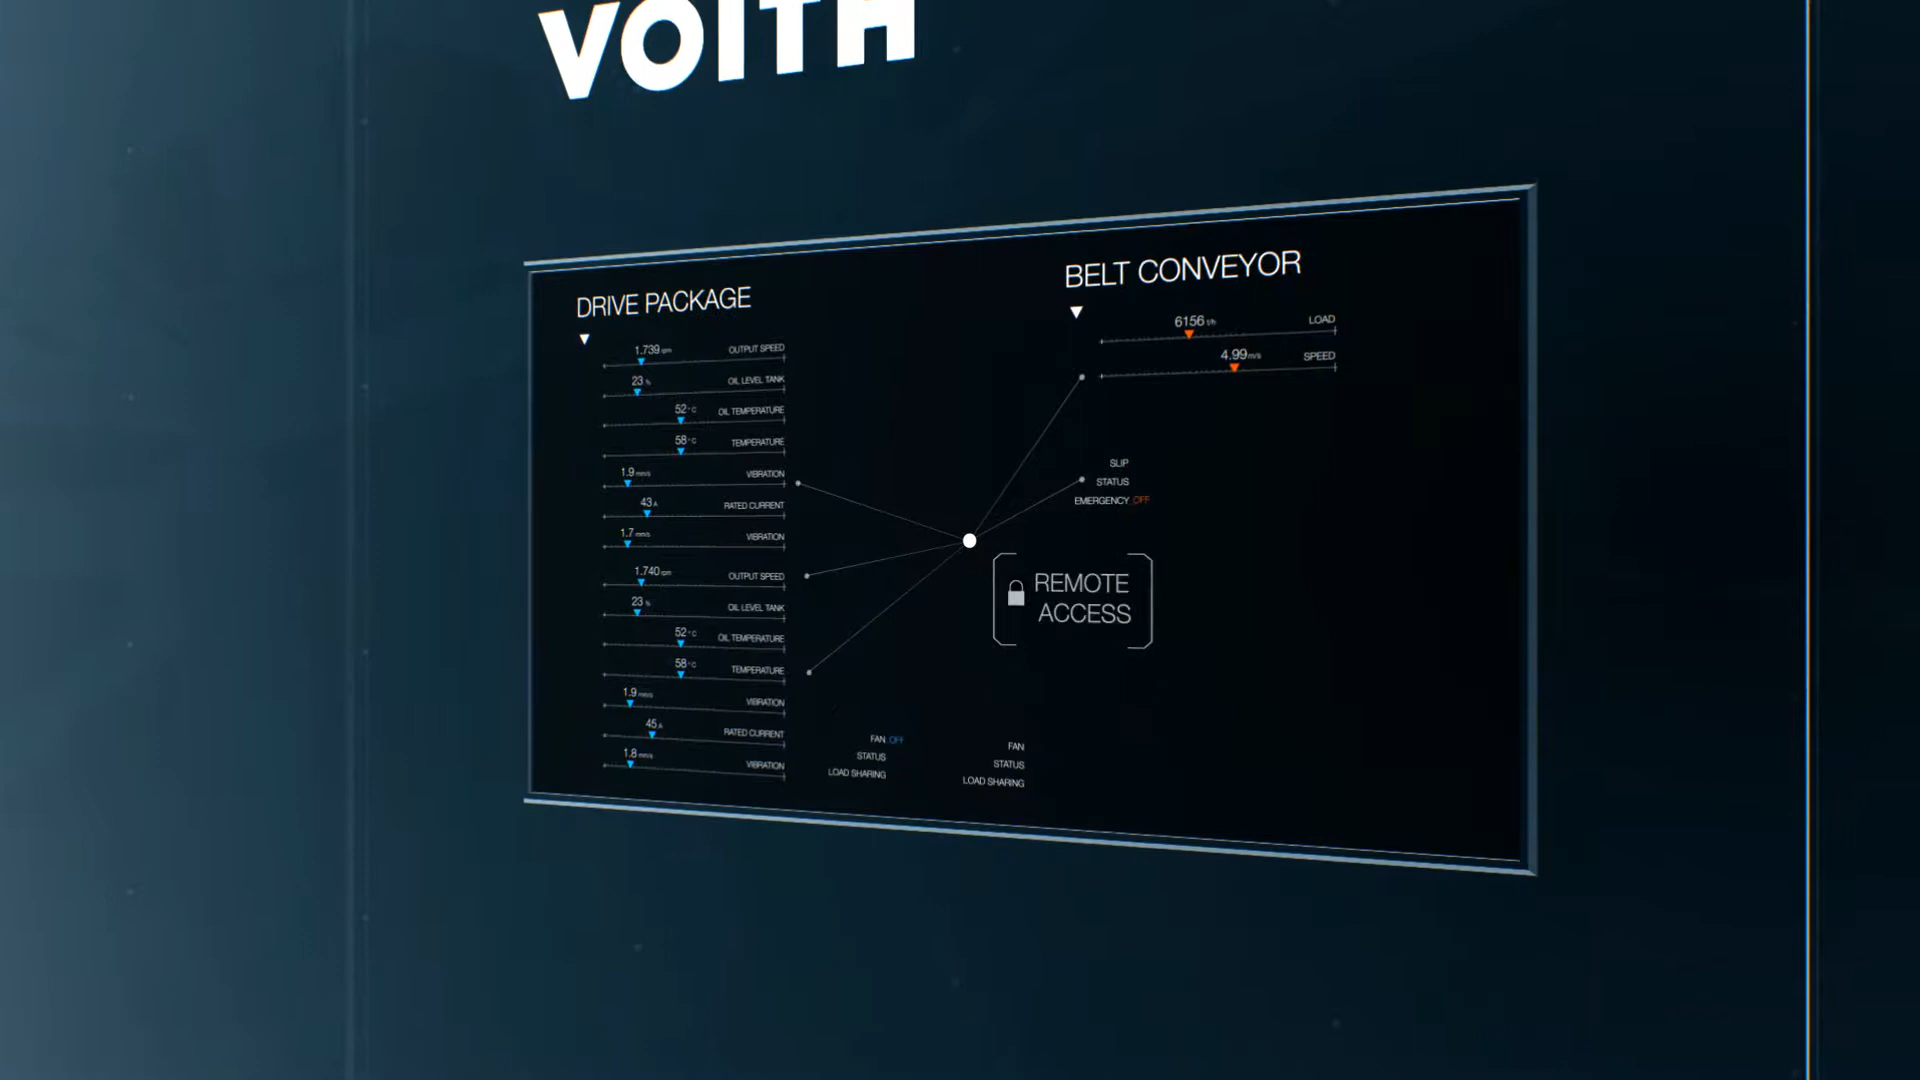 VOITH
DRIVE PACKAGE
1.739 rpm OUTPUT SPEED
23 % OIL LEVEL TANK
52 °C OIL TEMPERATURE
58 °C TEMPERATURE
1.9 mm/s VIBRATION
43 A RATED CURRENT
1.7 mm/s VIBRATION
1.740 rpm OUTPUT SPEED
23 % OIL LEVEL TANK
52 °C OIL TEMPERATURE
58 °C TEMPERATURE
1.9 mm/s VIBRATION
45 A RATED CURRENT
1.8 mm/s VIBRATION
BELT CONVEYOR
6156 t/h LOAD
4.99 m/s SPEED
SLIP
STATUS
EMERGENCY OFF
REMOTE
ACCESS
FAN OFF
STATUS
LOAD SHARING
FAN
STATUS
LOAD SHARING